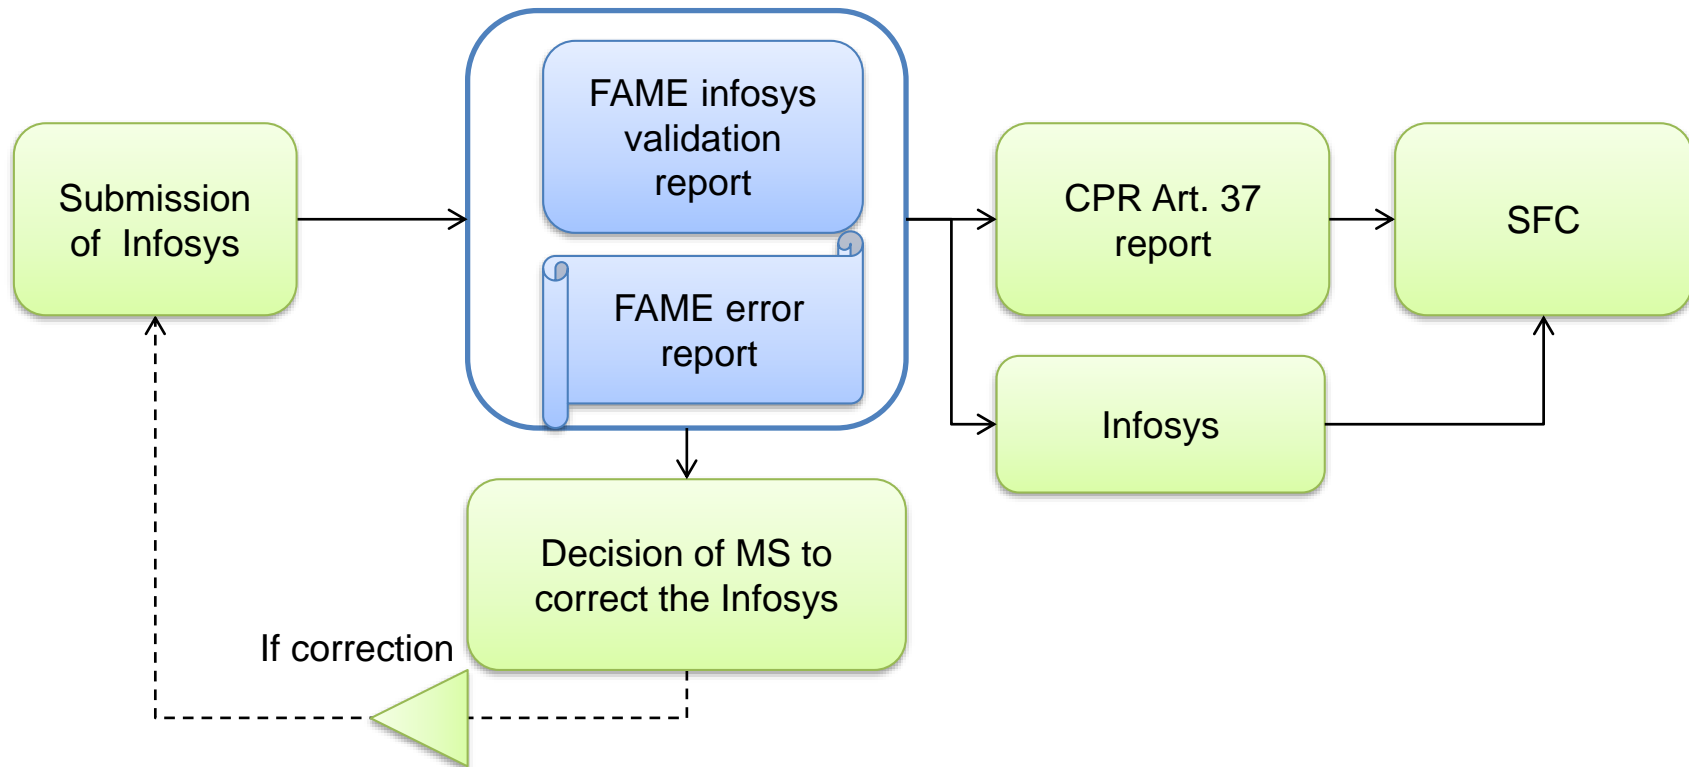 Submission
of Infosys
FAME infosys
validation
report
FAME error
report
CPR Art. 37
report
SFC
Infosys
Decision of MS to
correct the Infosys
If correction